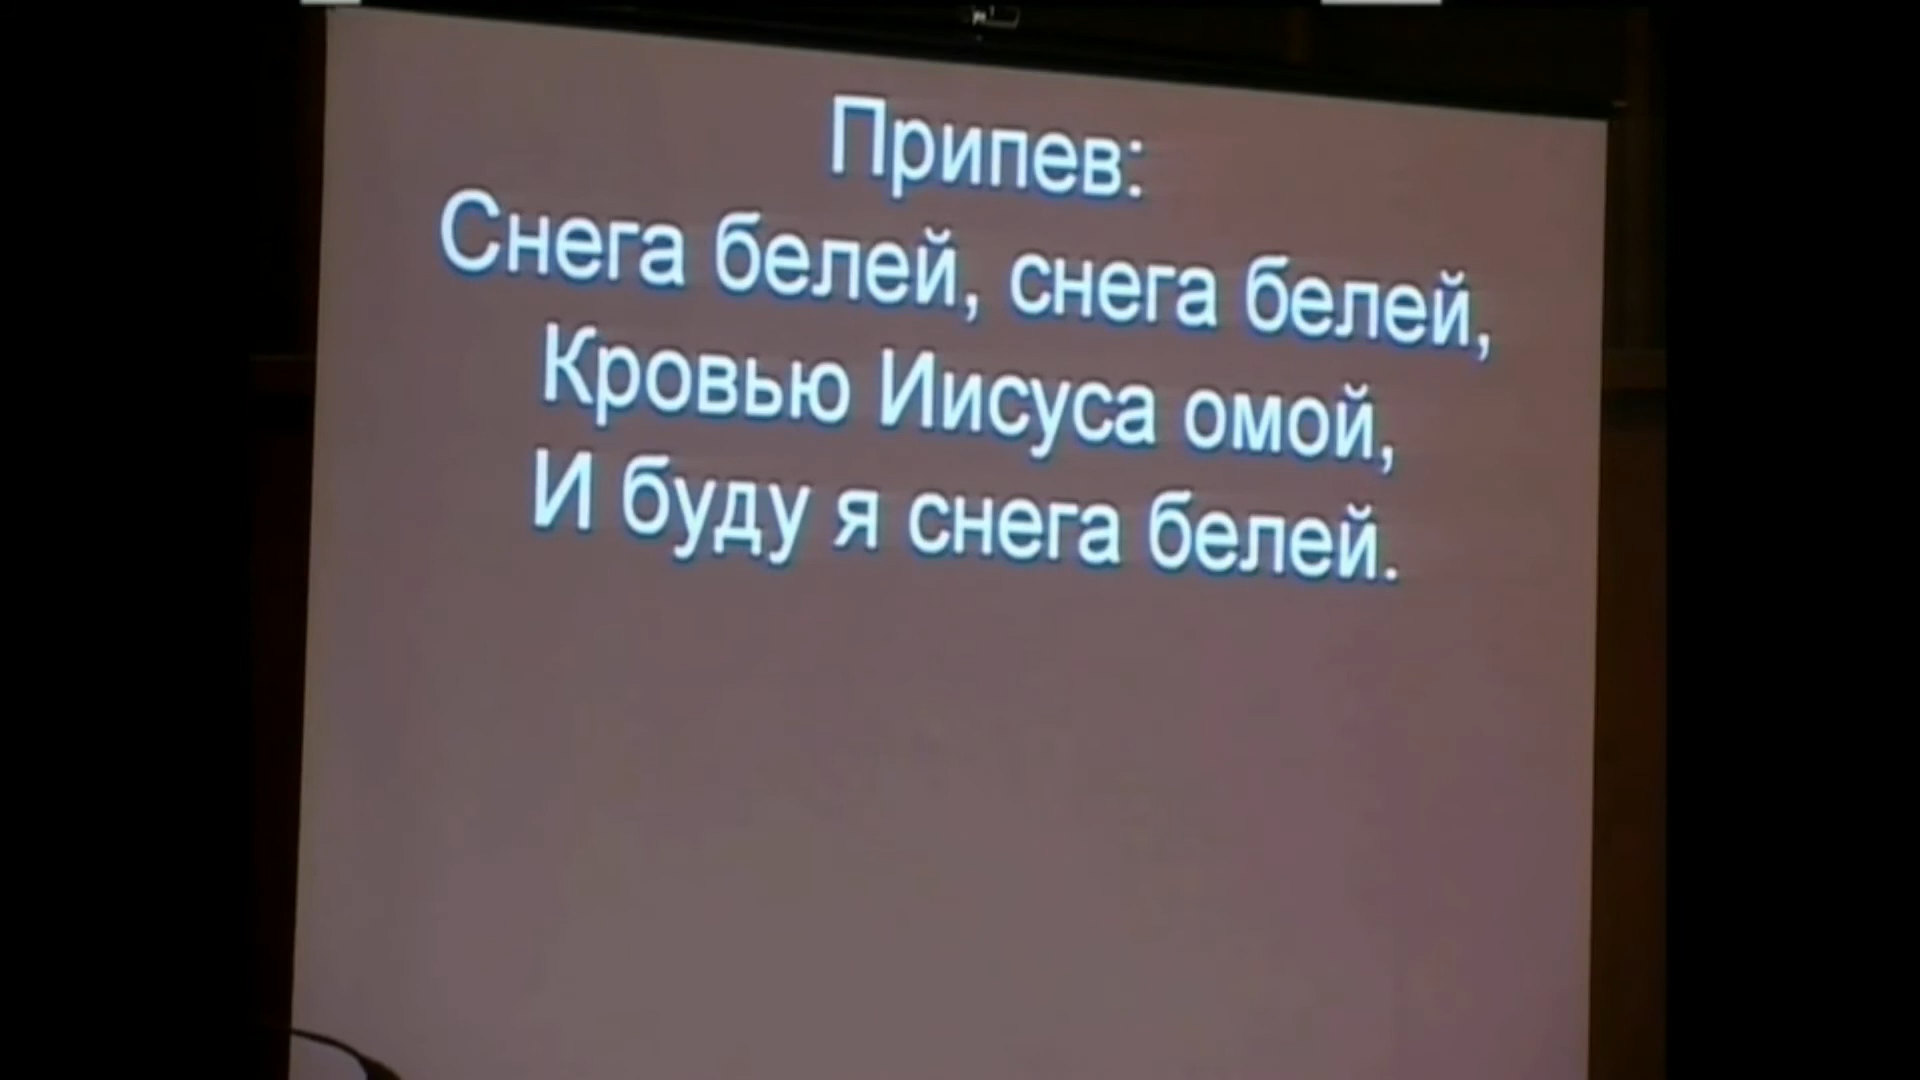 Припев:
Снега белей, снега белей,
Кровью Иисуса омой,
И буду я снега белей.